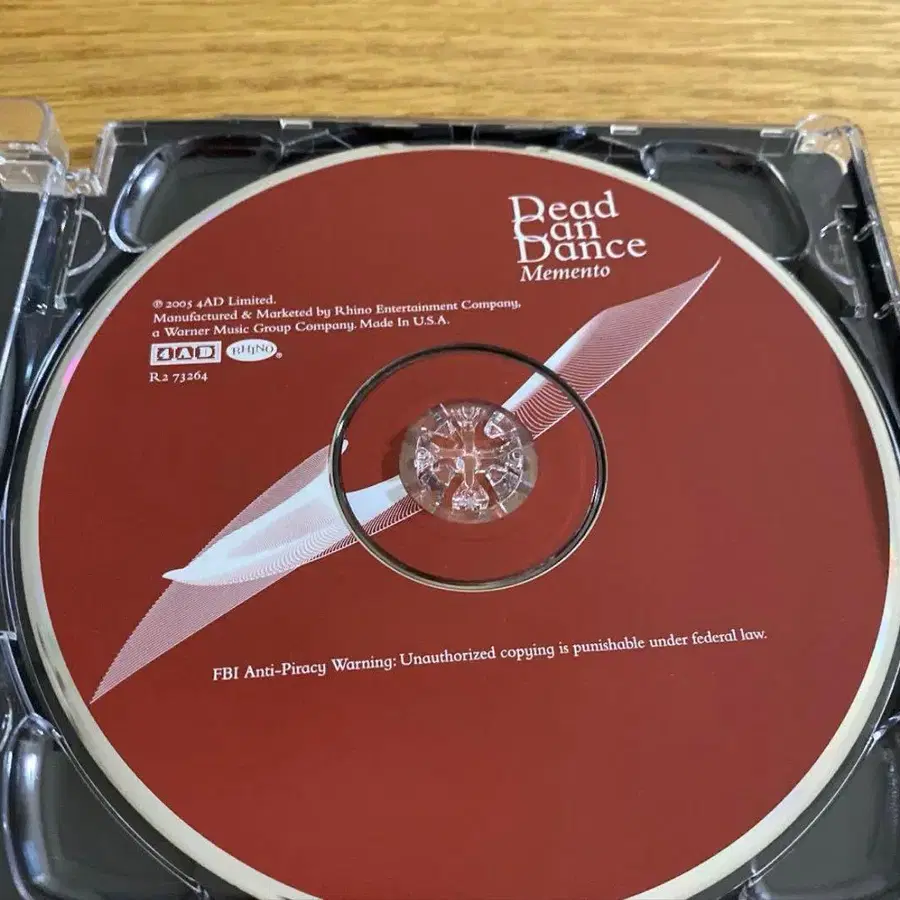 Dead
Can
Dance
Memento
℗ 2005 4AD Limited.
Manufactured & Marketed by Rhino Entertainment Company,
a Warner Music Group Company. Made In U.S.A.
4AD RHINO®
R2 73264
FBI Anti-Piracy Warning: Unauthorized copying is punishable under federal law.